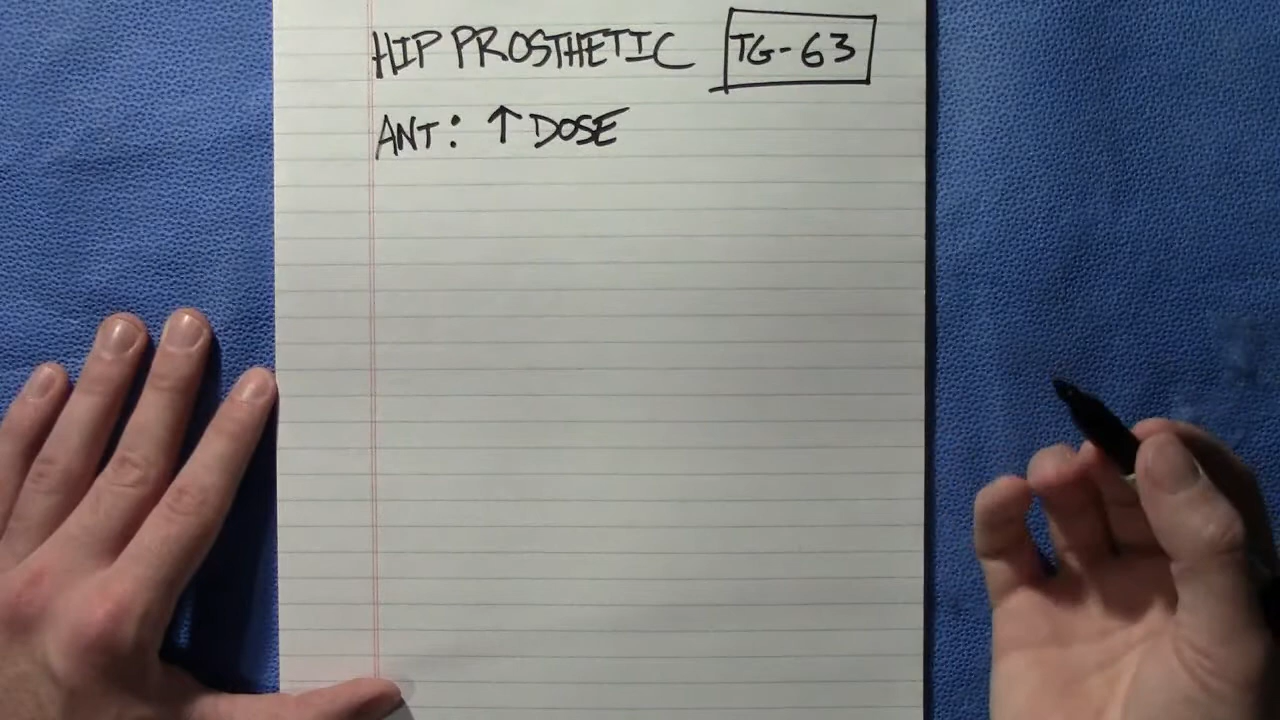 HIP PROSTHETIC TG-63
ANT: ↑ DOSE